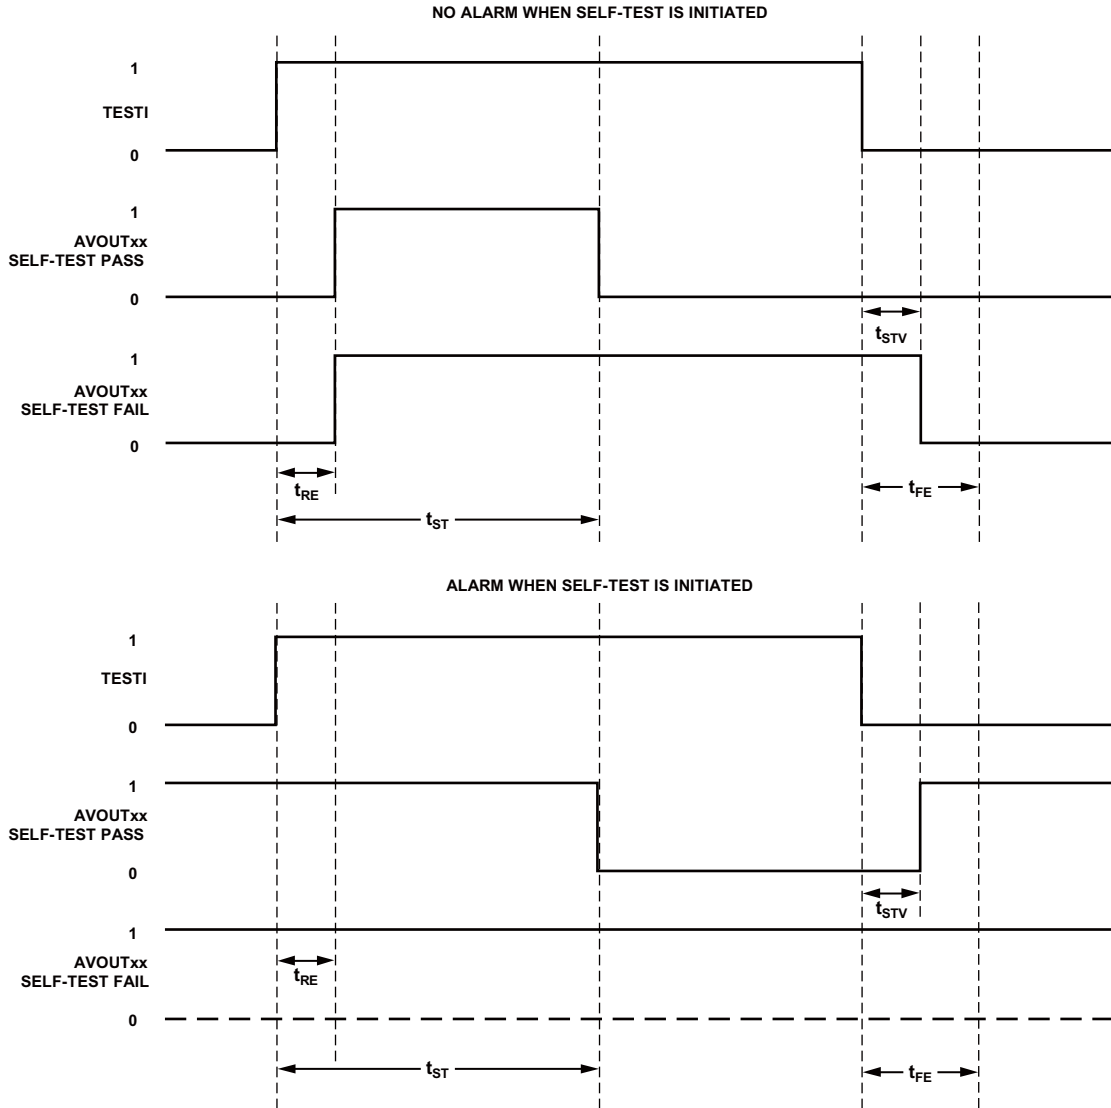 NO ALARM WHEN SELF-TEST IS INITIATED
1
TESTI
0
1
AVOUTxx
SELF-TEST PASS
0
tSTV
1
AVOUTxx
SELF-TEST FAIL
0
tRE
tFE
tST
ALARM WHEN SELF-TEST IS INITIATED
1
TESTI
0
1
AVOUTxx
SELF-TEST PASS
0
tSTV
1
AVOUTxx
SELF-TEST FAIL
tRE
0
tST
tFE